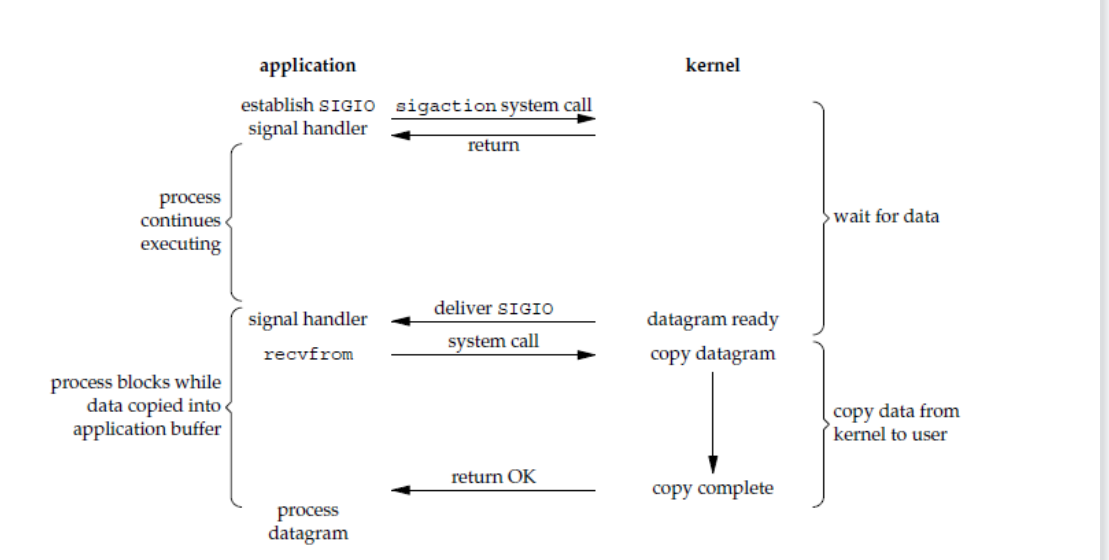 application
kernel
establish SIGIO
signal handler
sigaction system call
return
process
continues
executing
wait for data
signal handler
deliver SIGIO
datagram ready
recvfrom
system call
copy datagram
process blocks while
data copied into
application buffer
copy data from
kernel to user
return OK
copy complete
process
datagram